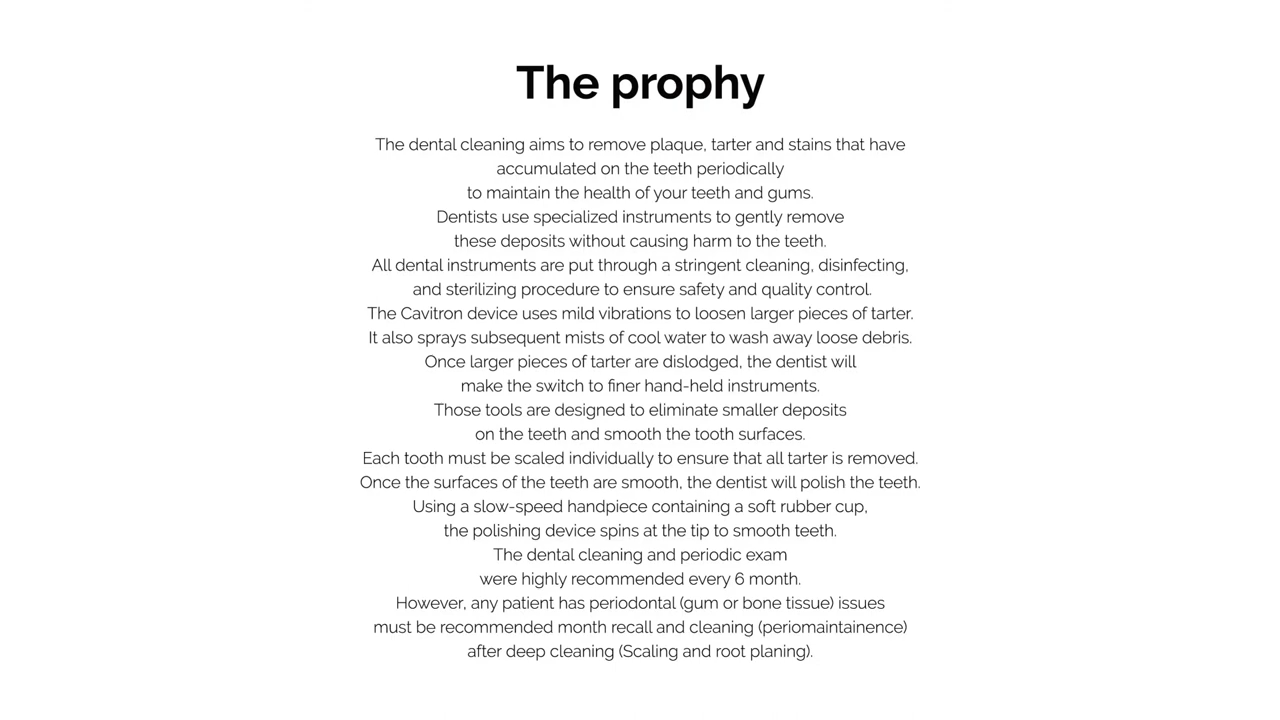 The prophy
The dental cleaning aims to remove plaque, tarter and stains that have
accumulated on the teeth periodically
to maintain the health of your teeth and gums.
Dentists use specialized instruments to gently remove
these deposits without causing harm to the teeth.
All dental instruments are put through a stringent cleaning, disinfecting,
and sterilizing procedure to ensure safety and quality control.
The Cavitron device uses mild vibrations to loosen larger pieces of tarter.
It also sprays subsequent mists of cool water to wash away loose debris.
Once larger pieces of tarter are dislodged, the dentist will
make the switch to finer hand-held instruments.
Those tools are designed to eliminate smaller deposits
on the teeth and smooth the tooth surfaces.
Each tooth must be scaled individually to ensure that all tarter is removed.
Once the surfaces of the teeth are smooth, the dentist will polish the teeth.
Using a slow-speed handpiece containing a soft rubber cup,
the polishing device spins at the tip to smooth teeth.
The dental cleaning and periodic exam
were highly recommended every 6 month.
However, any patient has periodontal (gum or bone tissue) issues
must be recommended month recall and cleaning (periomaintainence)
after deep cleaning (Scaling and root planing).